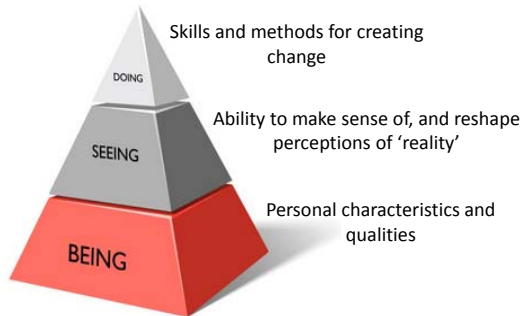 Skills and methods for creating
change
DOING
Ability to make sense of, and reshape
perceptions of ‘reality’
SEEING
Personal characteristics and
qualities
BEING